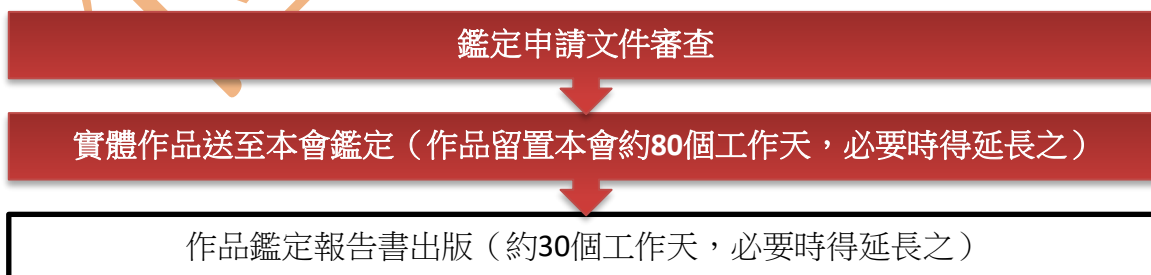 鑑定申請文件審查
實體作品送至本會鑑定（作品留置本會約80個工作天，必要時得延長之）
作品鑑定報告書出版（約30個工作天，必要時得延長之）